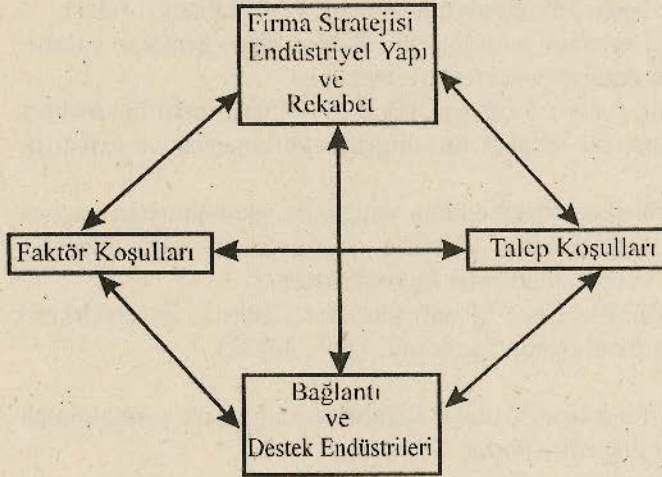 Firma Stratejisi
Endüstriyel Yapı
ve
Rekabet
Faktör Koşulları
Talep Koşulları
Bağlantı
ve
Destek Endüstrileri